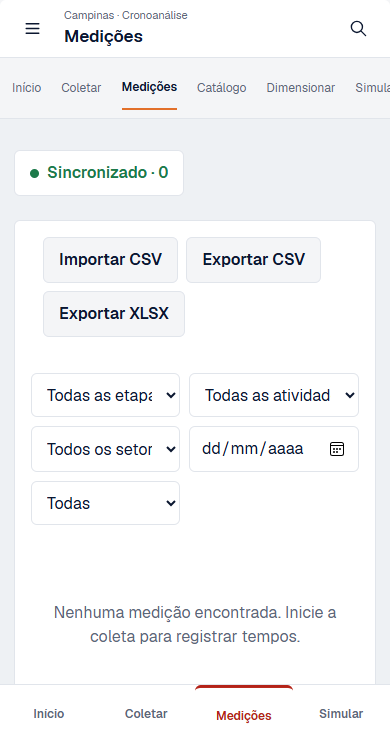 Campinas · Cronoanálise
Medições
Início Coletar Medições Catálogo Dimensionar Simula
Sincronizado · 0
Importar CSV Exportar CSV
Exportar XLSX
Todas as etapa Todas as atividad
Todos os setor dd/mm/aaaa
Todas
Nenhuma medição encontrada. Inicie a
coleta para registrar tempos.
Início Coletar Medições Simular